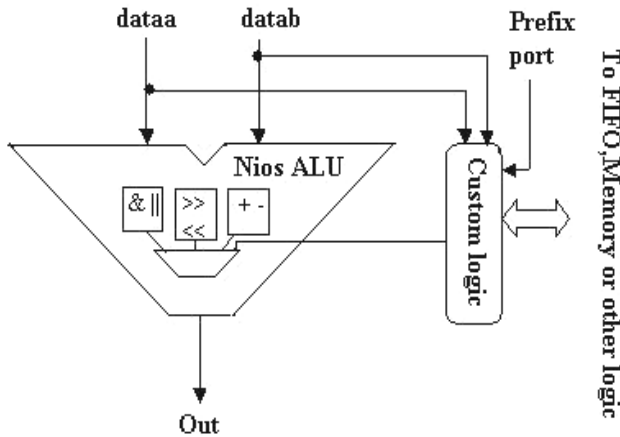 dataa
datab
Prefix
port
Nios ALU
& ||
>>
<<
+ -
Custom logic
To FIFO,Memory or other logic
Out